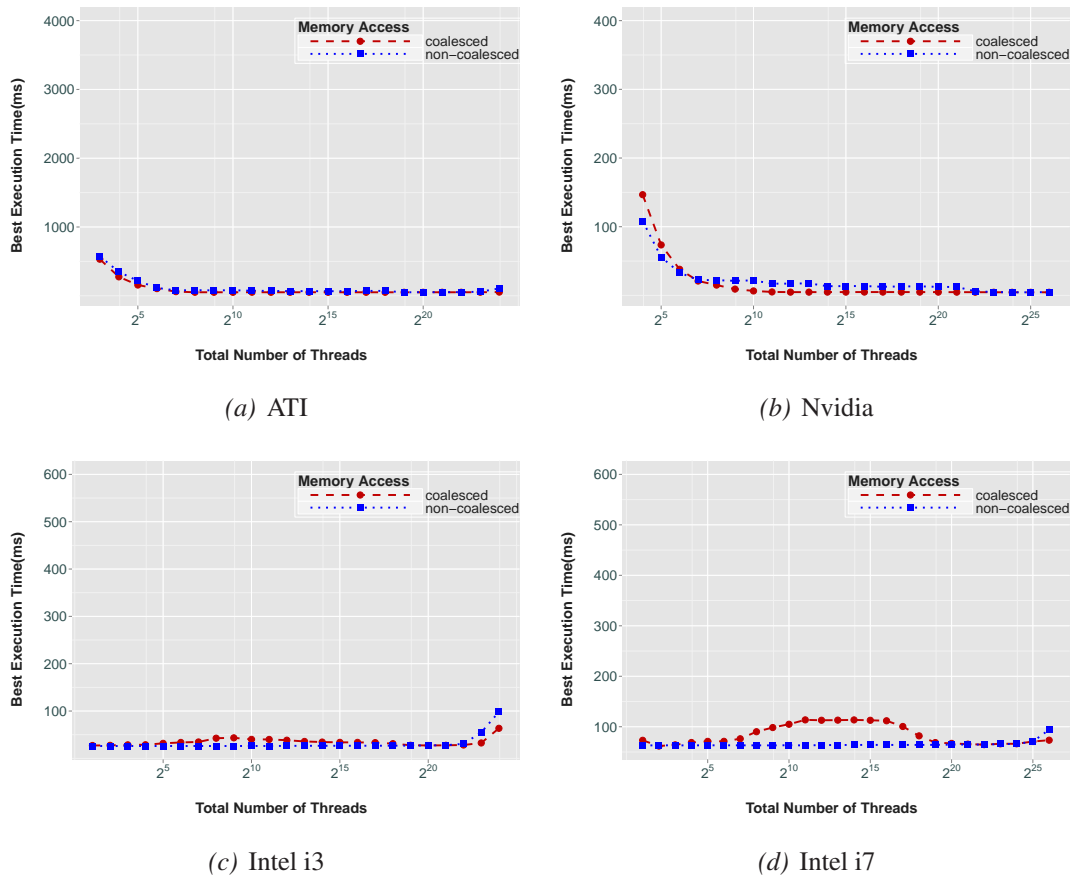 4000
3000
2000
1000
Best Execution Time(ms)
Memory Access
coalesced
non−coalesced
2^5 2^10 2^15 2^20
Total Number of Threads
(a) ATI
400
300
200
100
Best Execution Time(ms)
Memory Access
coalesced
non−coalesced
2^5 2^10 2^15 2^20 2^25
Total Number of Threads
(b) Nvidia
600
500
400
300
200
100
Best Execution Time(ms)
Memory Access
coalesced
non−coalesced
2^5 2^10 2^15 2^20
Total Number of Threads
(c) Intel i3
600
500
400
300
200
100
Best Execution Time(ms)
Memory Access
coalesced
non−coalesced
2^5 2^10 2^15 2^20 2^25
Total Number of Threads
(d) Intel i7